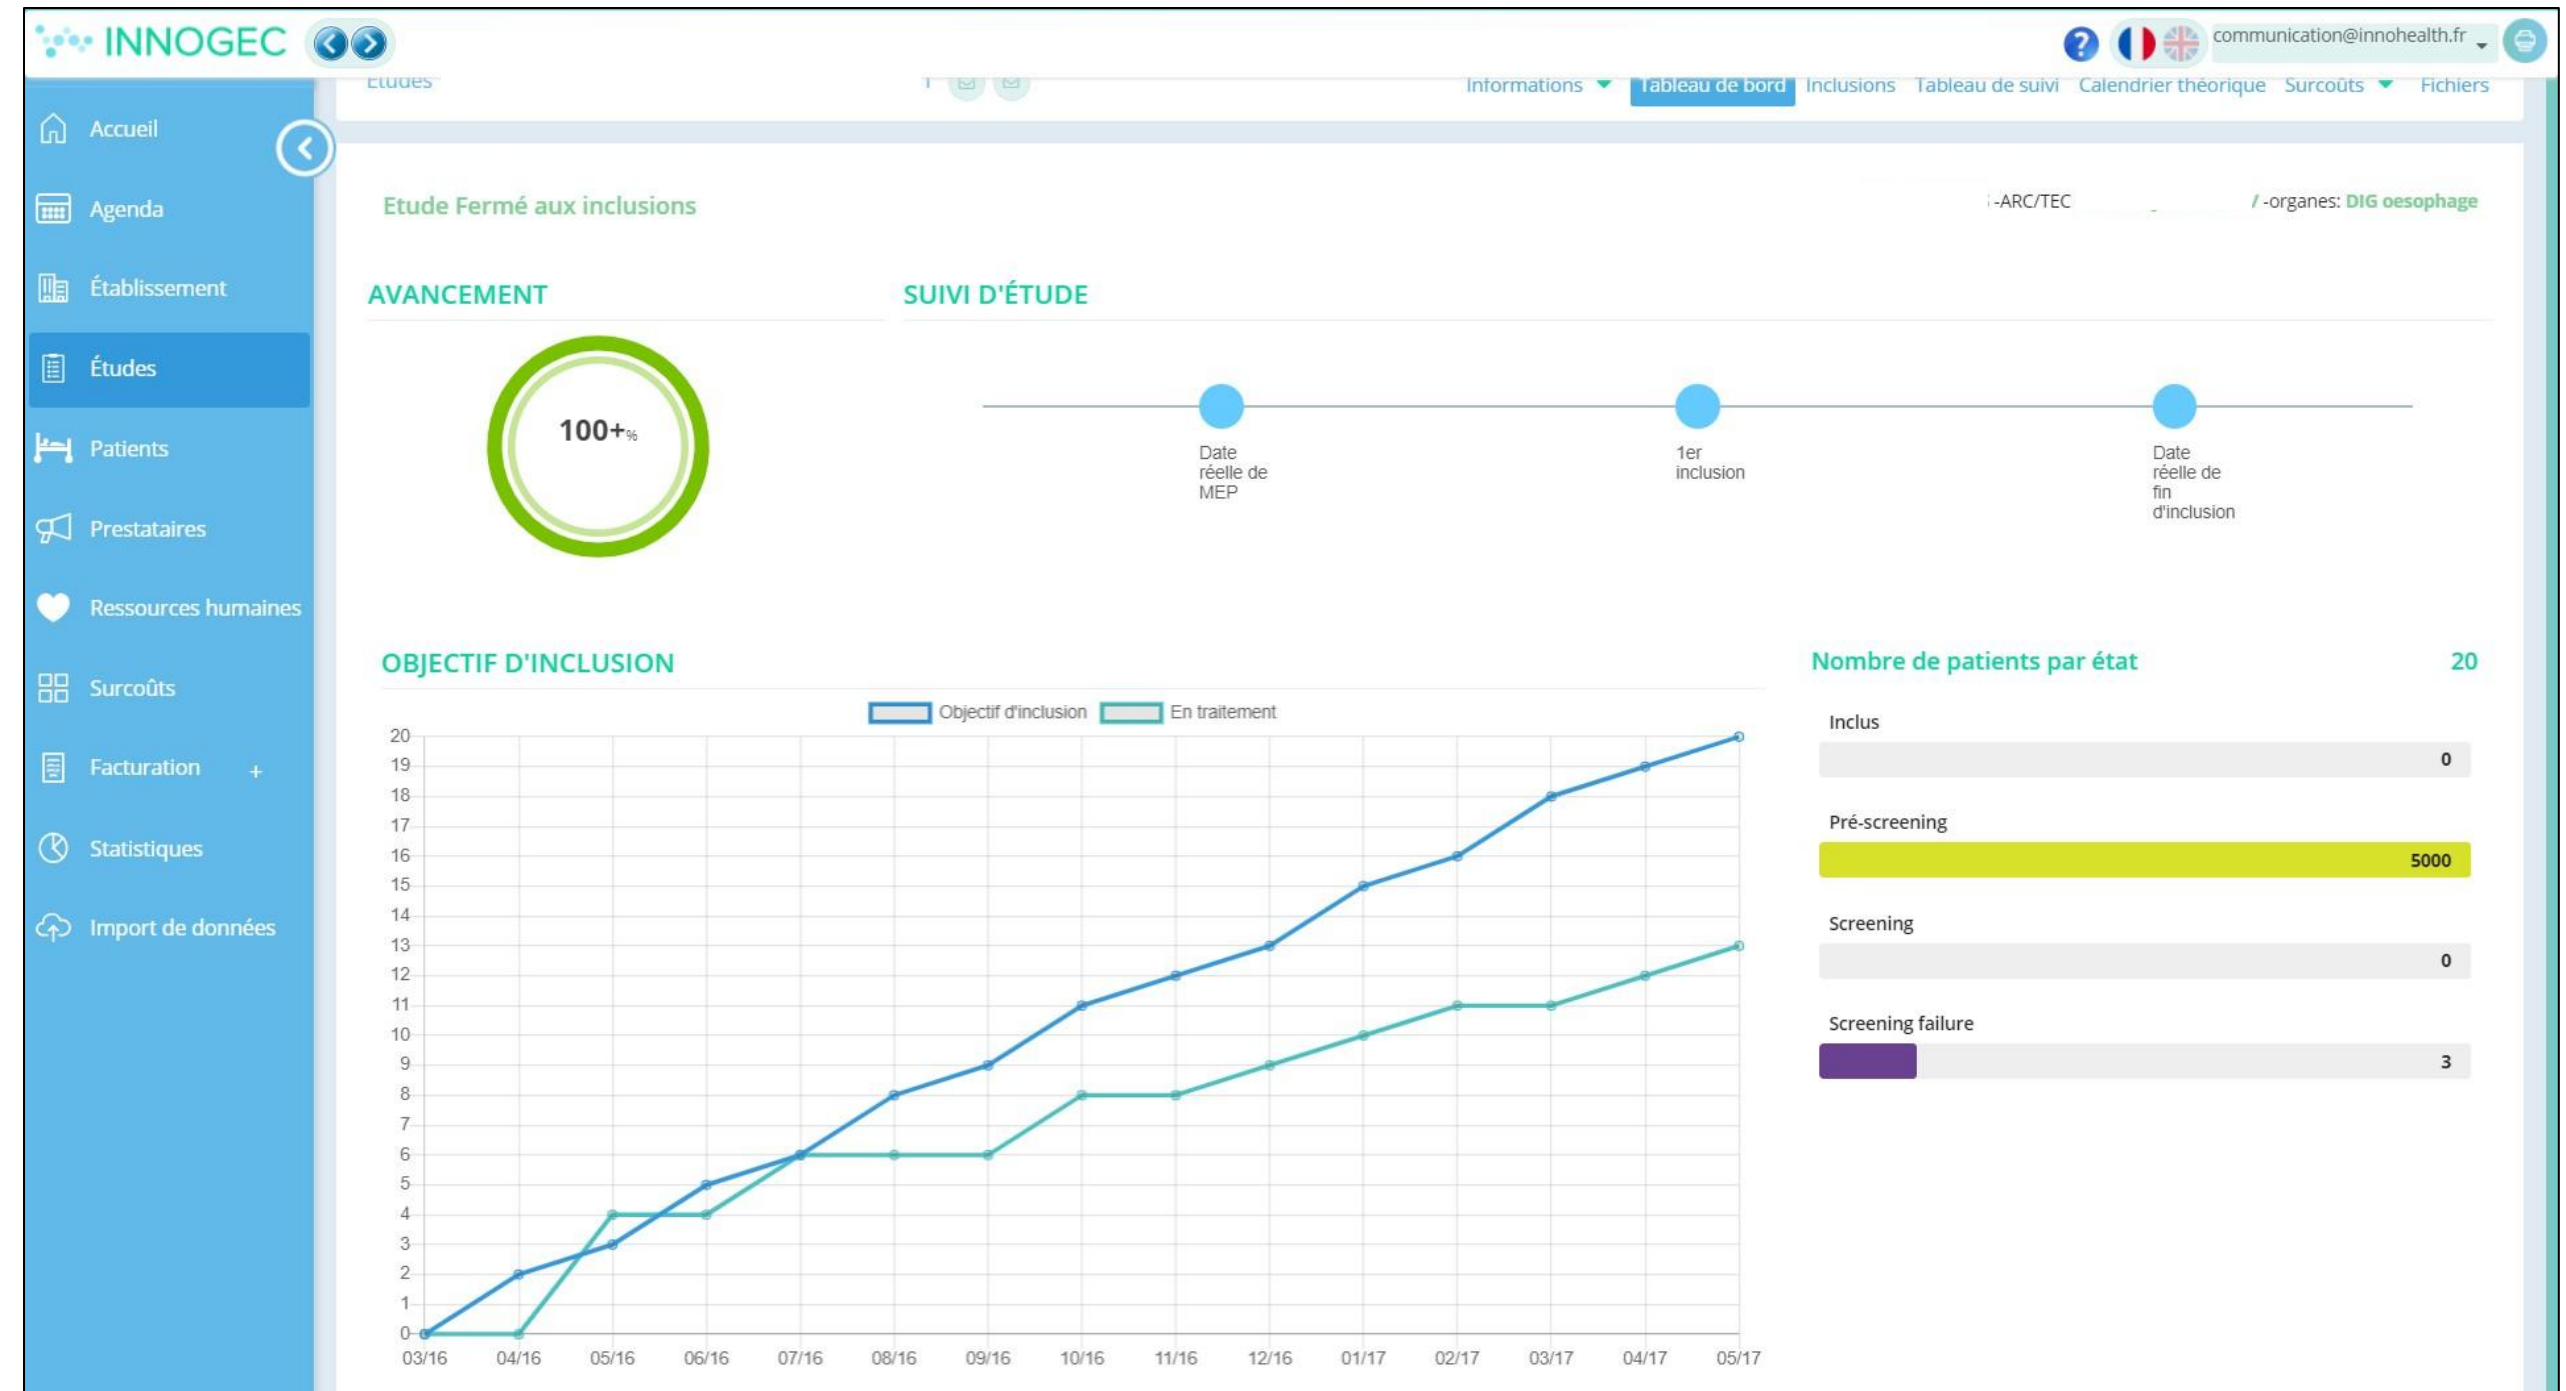 INNOGEC
communication@innohealth.fr
Etudes
Informations Tableau de bord Inclusions Tableau de suivi Calendrier théorique Surcoûts Fichiers
Accueil
Agenda
Établissement
Études
Patients
Prestataires
Ressources humaines
Surcoûts
Facturation +
Statistiques
Import de données
Etude Fermé aux inclusions
-ARC/TEC
/ -organes: DIG oesophage
AVANCEMENT
100+%
SUIVI D'ÉTUDE
Date
réelle de
MEP
1er
inclusion
Date
réelle de
fin
d'inclusion
OBJECTIF D'INCLUSION
Objectif d'inclusion En traitement
20
19
18
17
16
15
14
13
12
11
10
9
8
7
6
5
4
3
2
1
0
03/16 04/16 05/16 06/16 07/16 08/16 09/16 10/16 11/16 12/16 01/17 02/17 03/17 04/17 05/17
Nombre de patients par état 20
Inclus
0
Pré-screening
5000
Screening
0
Screening failure
3